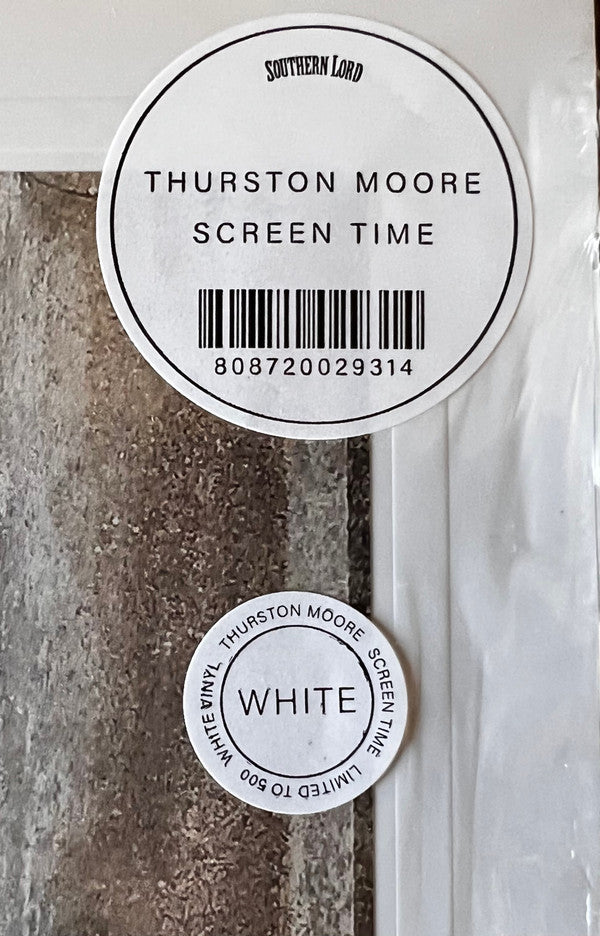 SOUTHERN LORD
THURSTON MOORE
SCREEN TIME
808720029314
THURSTON MOORE SCREEN TIME LIMITED TO 500 WHITE VINYL
WHITE